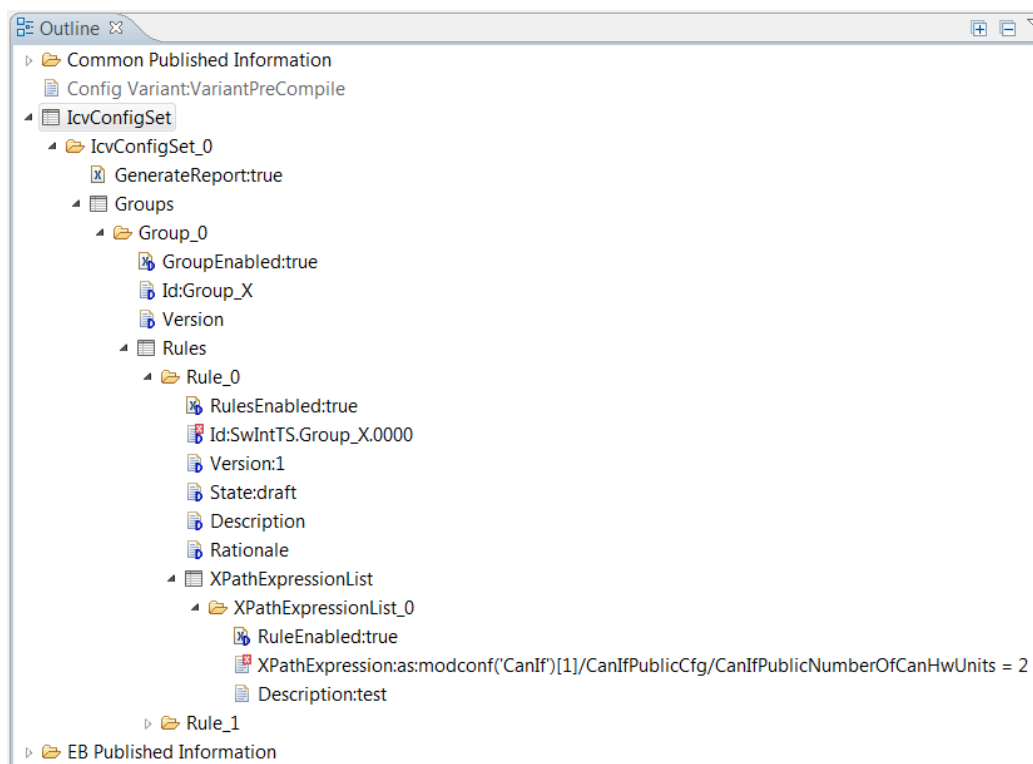 Outline
Common Published Information
Config Variant:VariantPreCompile
IcvConfigSet
IcvConfigSet_0
GenerateReport:true
Groups
Group_0
GroupEnabled:true
Id:Group_X
Version
Rules
Rule_0
RulesEnabled:true
Id:SwIntTS.Group_X.0000
Version:1
State:draft
Description
Rationale
XPathExpressionList
XPathExpressionList_0
RuleEnabled:true
XPathExpression:as:modconf('CanIf')[1]/CanIfPublicCfg/CanIfPublicNumberOfCanHwUnits = 2
Description:test
Rule_1
EB Published Information